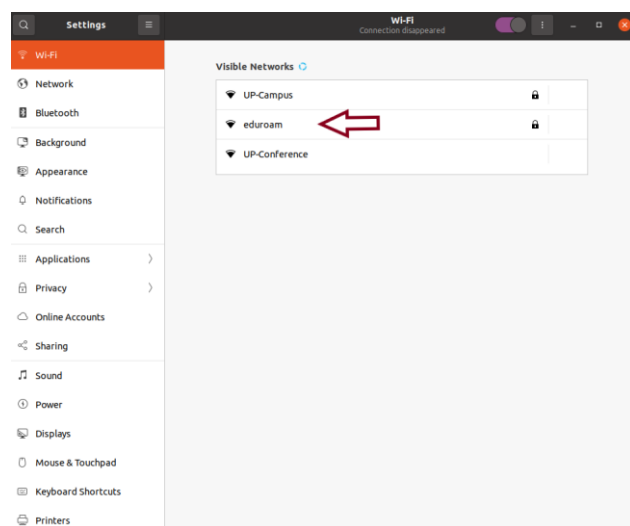 Settings
Wi-Fi
Connection disappeared
Wi-Fi
Network
Bluetooth
Background
Appearance
Notifications
Search
Applications
Privacy
Online Accounts
Sharing
Sound
Power
Displays
Mouse & Touchpad
Keyboard Shortcuts
Printers
Visible Networks
UP-Campus
eduroam
UP-Conference